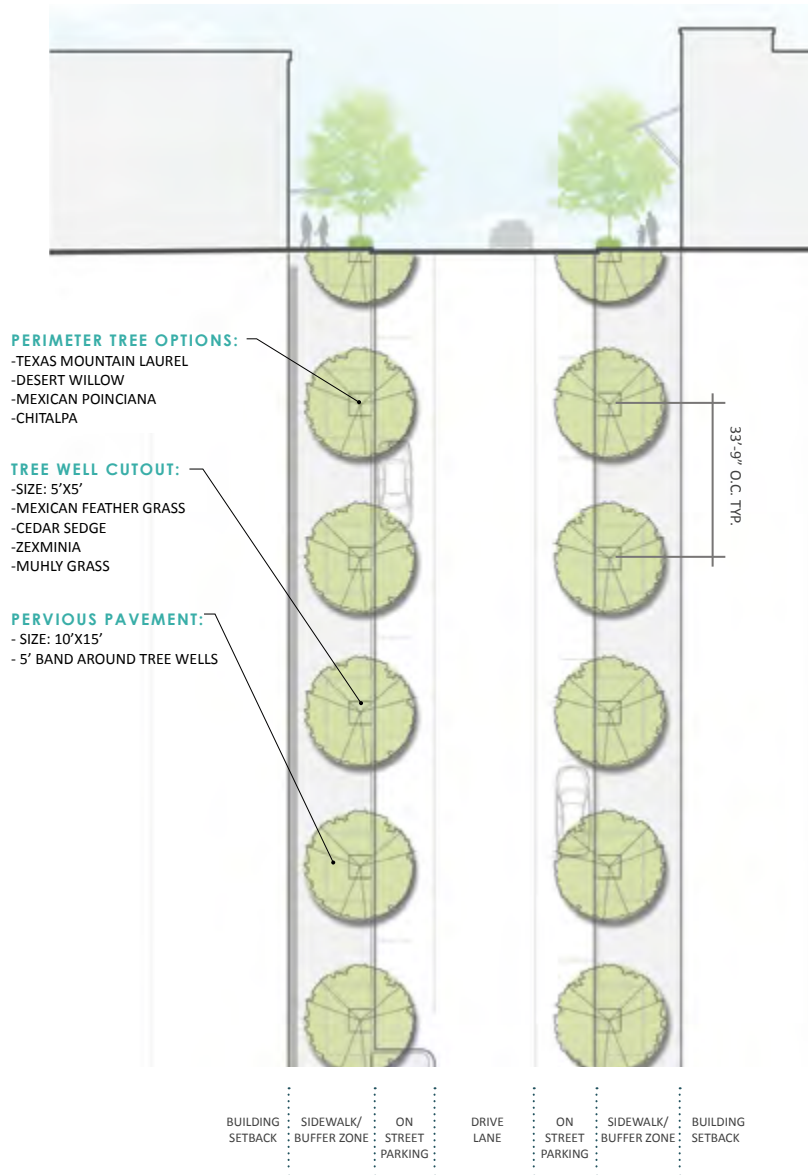 PERIMETER TREE OPTIONS:
-TEXAS MOUNTAIN LAUREL
-DESERT WILLOW
-MEXICAN POINCIANA
-CHITALPA
TREE WELL CUTOUT:
-SIZE: 5’X5’
-MEXICAN FEATHER GRASS
-CEDAR SEDGE
-ZEXMINIA
-MUHLY GRASS
PERVIOUS PAVEMENT:
- SIZE: 10’X15’
- 5’ BAND AROUND TREE WELLS
33’-9” O.C. TYP.
BUILDING
SETBACK
SIDEWALK/
BUFFER ZONE
ON
STREET
PARKING
DRIVE
LANE
ON
STREET
PARKING
SIDEWALK/
BUFFER ZONE
BUILDING
SETBACK